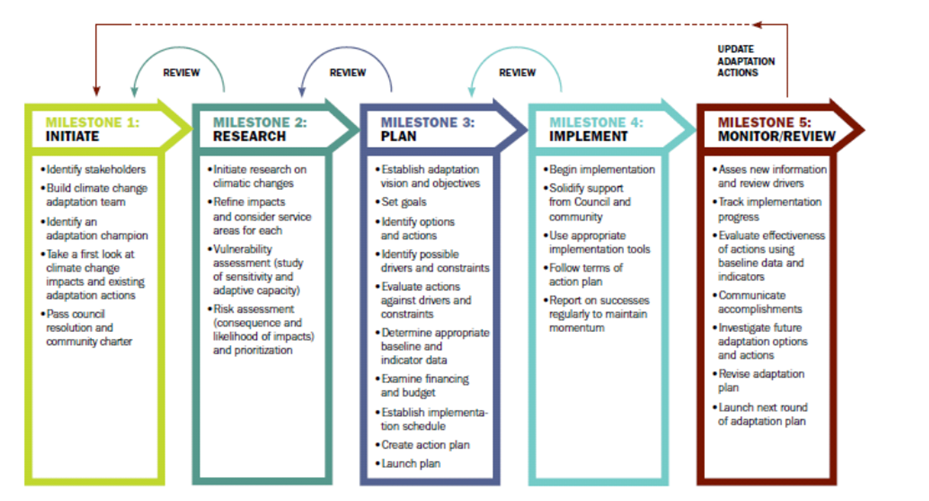 REVIEW
REVIEW
REVIEW
UPDATE
ADAPTATION
ACTIONS
MILESTONE 1:
INITIATE
•Identify stakeholders
•Build climate change
adaptation team
•Identify an
adaptation champion
•Take a first look at
climate change
impacts and existing
adaptation actions
•Pass council
resolution and
community charter
MILESTONE 2:
RESEARCH
•Initiate research on
climatic changes
•Refine impacts
and consider service
areas for each
•Vulnerability
assessment (study
of sensitivity and
adaptive capacity)
•Risk assessment
(consequence and
likelihood of impacts)
and prioritization
MILESTONE 3:
PLAN
•Establish adaptation
vision and objectives
•Set goals
•Identify options
and actions
•Identify possible
drivers and constraints
•Evaluate actions
against drivers and
constraints
•Determine appropriate
baseline and
indicator data
•Examine financing
and budget
•Establish implementa-
tion schedule
•Create action plan
•Launch plan
MILESTONE 4:
IMPLEMENT
•Begin implementation
•Solidify support
from Council and
community
•Use appropriate
implementation tools
•Follow terms of
action plan
•Report on successes
regularly to maintain
momentum
MILESTONE 5:
MONITOR/REVIEW
•Asses new information
and review drivers
•Track implementation
progress
•Evaluate effectiveness
of actions using
baseline data and
indicators
•Communicate
accomplishments
•Investigate future
adaptation options
and actions
•Revise adaptation
plan
•Launch next round
of adaptation plan